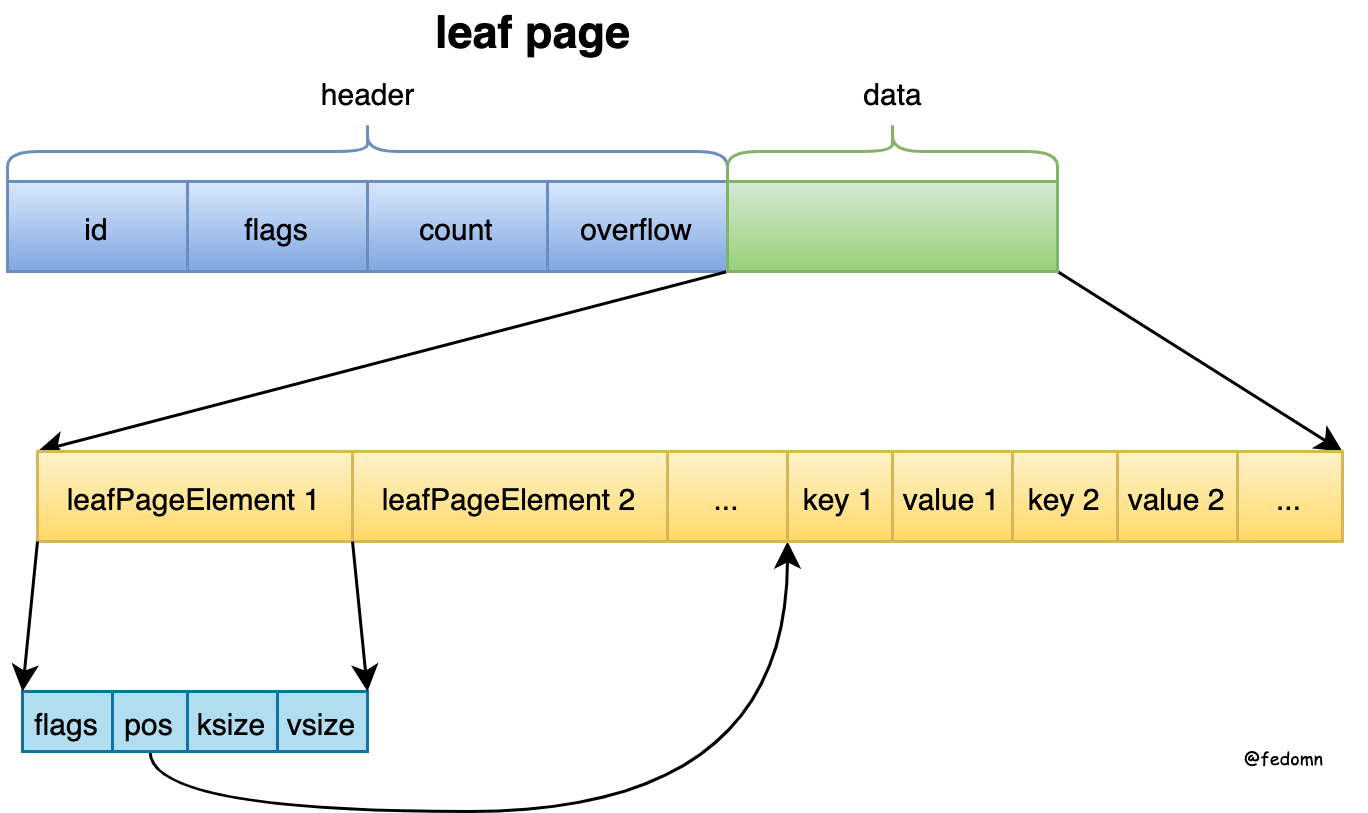 leaf page
header
data
id
flags
count
overflow
leafPageElement 1
leafPageElement 2
...
key 1
value 1
key 2
value 2
...
flags
pos
ksize
vsize
@fedomn